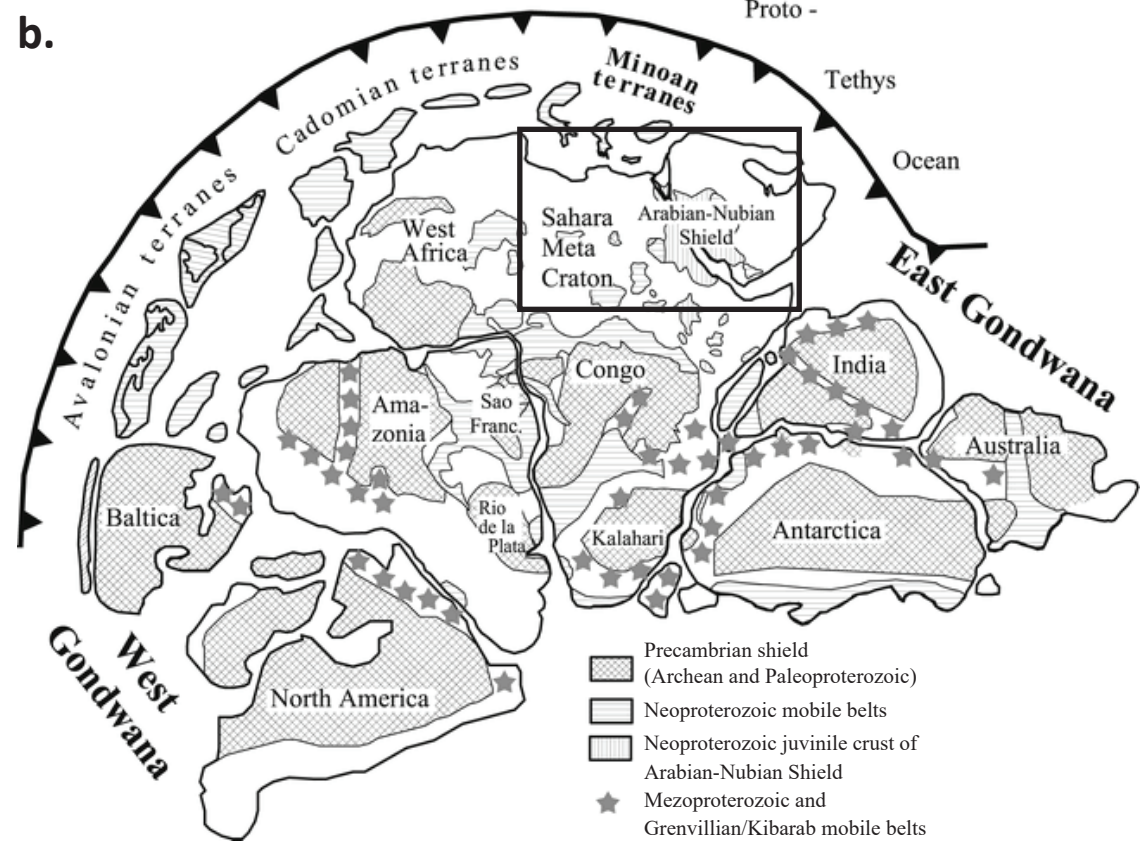 b.
Proto -
Tethys
Ocean
Minoan
terranes
Cadomian terranes
Avalonian terranes
West
Africa
Sahara
Meta
Craton
Arabian-Nubian
Shield
East Gondwana
India
Congo
Ama-
zonia
Sao
Franc.
Australia
Baltica
Rio
de la
Plata
Kalahari
Antarctica
West
Gondwana
North America
Precambrian shield
(Archean and Paleoproterozoic)
Neoproterozoic mobile belts
Neoproterozoic juvinile crust of
Arabian-Nubian Shield
Mezoproterozoic and
Grenvillian/Kibarab mobile belts